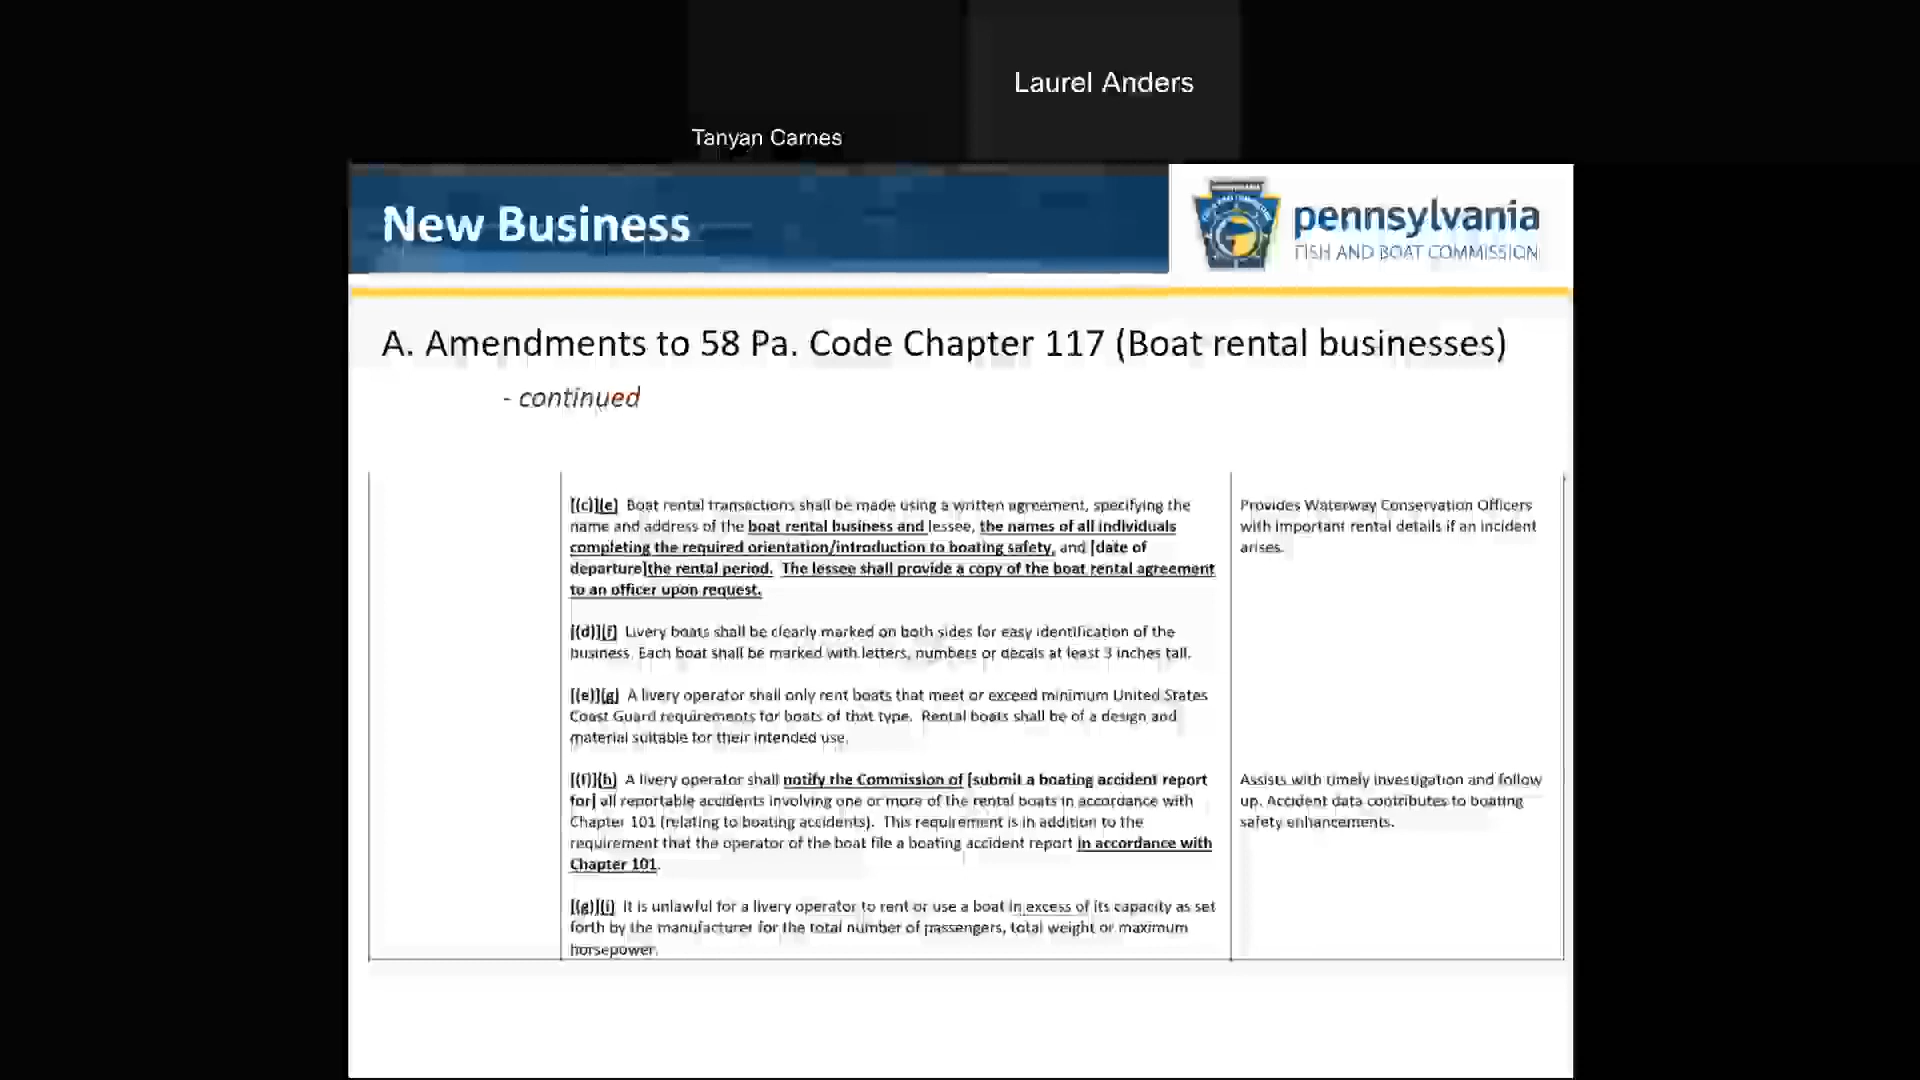 Laurel Anders
Tanyan Carnes
New Business
pennsylvania
FISH AND BOAT COMMISSION
A. Amendments to 58 Pa. Code Chapter 117 (Boat rental businesses)
- continued
[(c)](e) Boat rental transactions shall be made using a written agreement, specifying the
name and address of the boat rental business and lessee, the names of all individuals
completing the required orientation/introduction to boating safety, and [date of
departure]the rental period. The lessee shall provide a copy of the boat rental agreement
to an officer upon request.
[(d)](f) Livery boats shall be clearly marked on both sides for easy identification of the
business. Each boat shall be marked with letters, numbers or decals at least 3 inches tall.
[(e)](g) A livery operator shall only rent boats that meet or exceed minimum United States
Coast Guard requirements for boats of that type. Rental boats shall be of a design and
material suitable for their intended use.
[(f)](h) A livery operator shall notify the Commission of [submit a boating accident report
for] all reportable accidents involving one or more of the rental boats in accordance with
Chapter 101 (relating to boating accidents). This requirement is in addition to the
requirement that the operator of the boat file a boating accident report in accordance with
Chapter 101.
[(g)](i) It is unlawful for a livery operator to rent or use a boat in excess of its capacity as set
forth by the manufacturer for the total number of passengers, total weight or maximum
horsepower.
Provides Waterway Conservation Officers
with important rental details if an incident
arises.
Assists with timely investigation and follow
up. Accident data contributes to boating
safety enhancements.